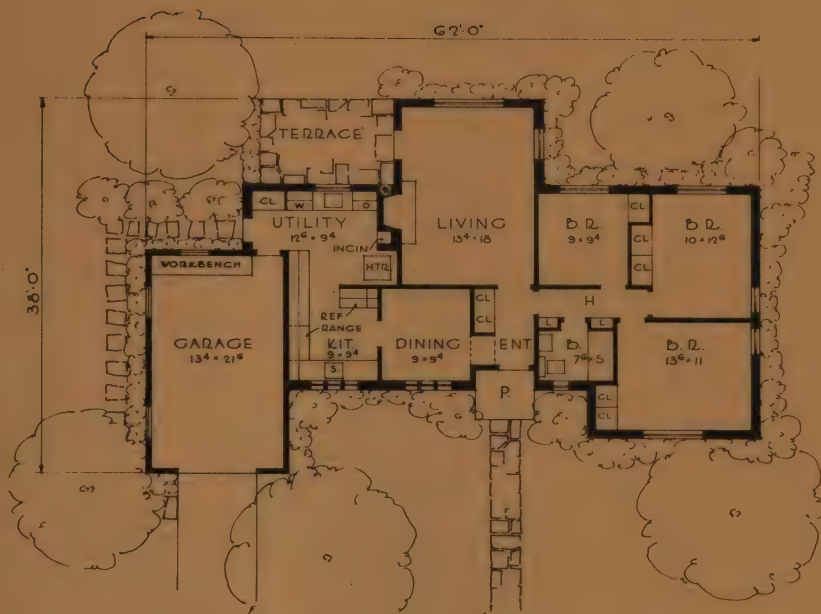 62'·0"
38'·0"
TERRACE
CL
W
D
UTILITY
12⁶ × 9⁴
INCIN
HTR.
LIVING
13⁴ × 18
B.R.
9 × 9⁴
CL
CL
CL
B.R.
10 × 12⁶
WORKBENCH
GARAGE
13⁴ × 21⁶
REF
RANGE
KIT.
9 × 9⁴
S
DINING
9 × 9⁴
CL
CL
ENT
P.
H
L
L
B.
7⁶ × 5
B.R.
13⁶ × 11
CL
CL